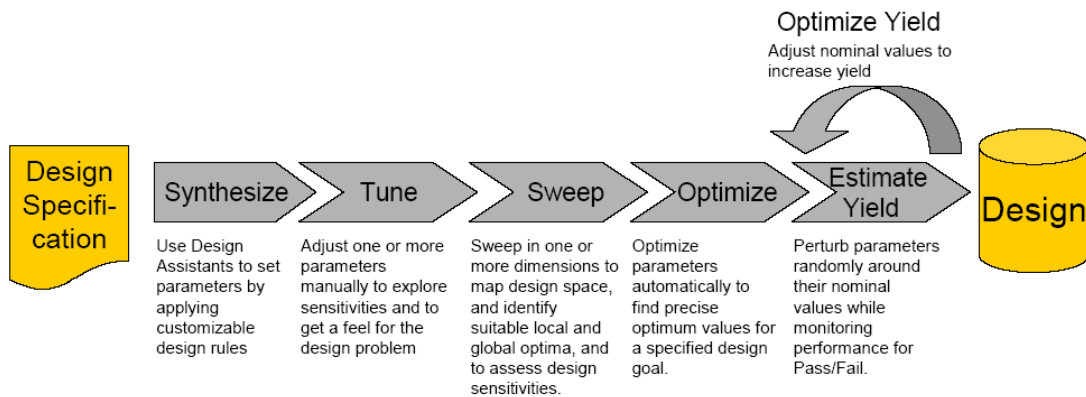 Optimize Yield
Adjust nominal values to
increase yield
Design
Specifi-
cation
Synthesize
Tune
Sweep
Optimize
Estimate
Yield
Design
Use Design
Assistants to set
parameters by
applying
customizable
design rules
Adjust one or more
parameters
manually to explore
sensitivities and to
get a feel for the
design problem
Sweep in one or
more dimensions to
map design space,
and identify
suitable local and
global optima, and
to assess design
sensitivities.
Optimize
parameters
automatically to
find precise
optimum values for
a specified design
goal.
Perturb parameters
randomly around
their nominal
values while
monitoring
performance for
Pass/Fail.